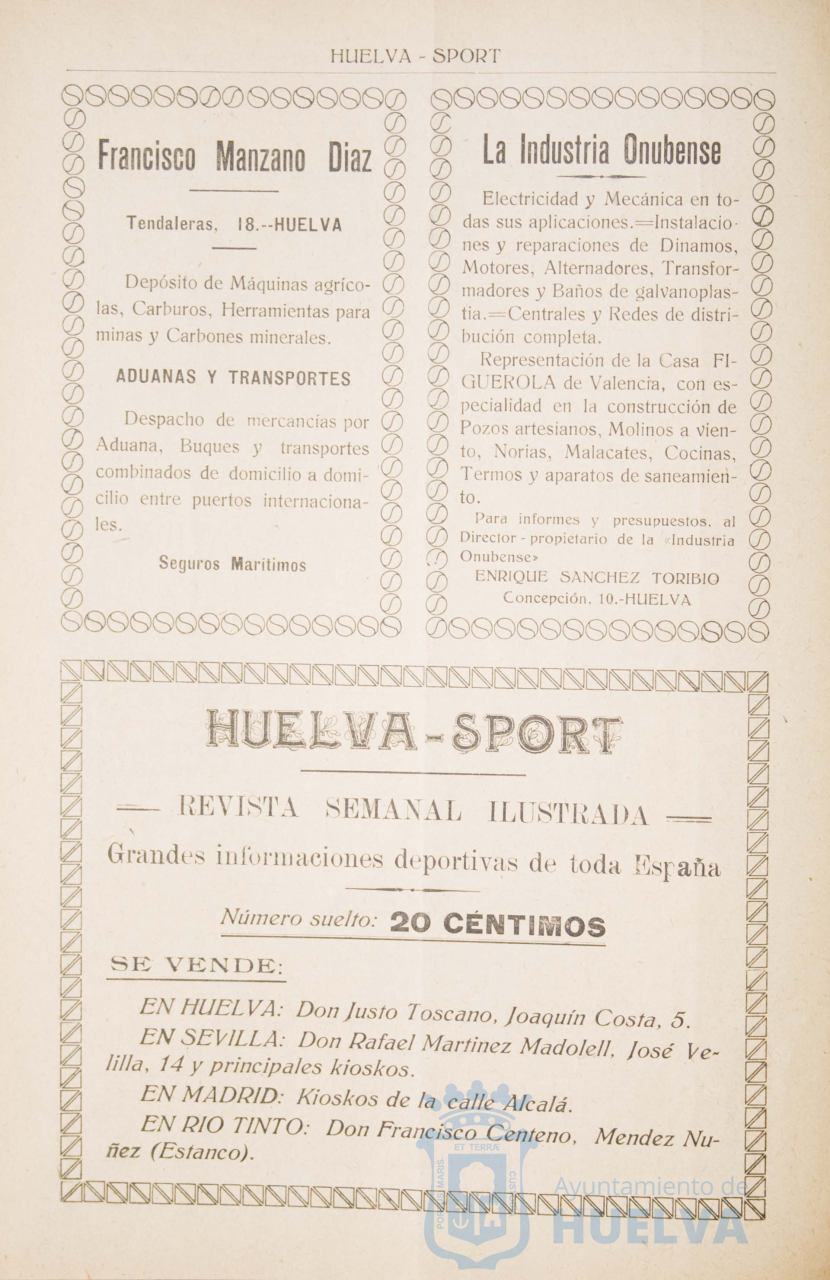 HUELVA - SPORT
Francisco Manzano Diaz
Tendaleras, 18.--HUELVA
Depósito de Máquinas agríco-
las, Carburos, Herramientas para
minas y Carbones minerales.
ADUANAS Y TRANSPORTES
Despacho de mercancías por
Aduana, Buques y transportes
combinados de domicilio a domi-
cilio entre puertos internaciona-
les.
Seguros Marítimos
La Industria Onubense
Electricidad y Mecánica en to-
das sus aplicaciones.=Instalacio-
nes y reparaciones de Dinamos,
Motores, Alternadores, Transfor-
madores y Baños de galvanoplas-
tia.=Centrales y Redes de distri-
bución completa.
Representación de la Casa FI-
GUEROLA de Valencia, con es-
pecialidad en la construcción de
Pozos artesianos, Molinos a vien-
to, Norias, Malacates, Cocinas,
Termos y aparatos de saneamien-
to.
Para informes y presupuestos, al
Director - propietario de la «Industria
Onubense»
ENRIQUE SANCHEZ TORIBIO
Concepción, 10.-HUELVA
HUELVA-SPORT
REVISTA SEMANAL ILUSTRADA
Grandes informaciones deportivas de toda España
Número suelto: 20 CÉNTIMOS
SE VENDE:
EN HUELVA: Don Justo Toscano, Joaquín Costa, 5.
EN SEVILLA: Don Rafael Martinez Madolell, José Ve-
lilla, 14 y principales kioskos.
EN MADRID: Kioskos de la calle Alcalá.
EN RIO TINTO: Don Francisco Centeno, Mendez Nu-
ñez (Estanco).
PORTUS MARIS
ET TERRA
CUS
Ayuntamiento de
HUELVA